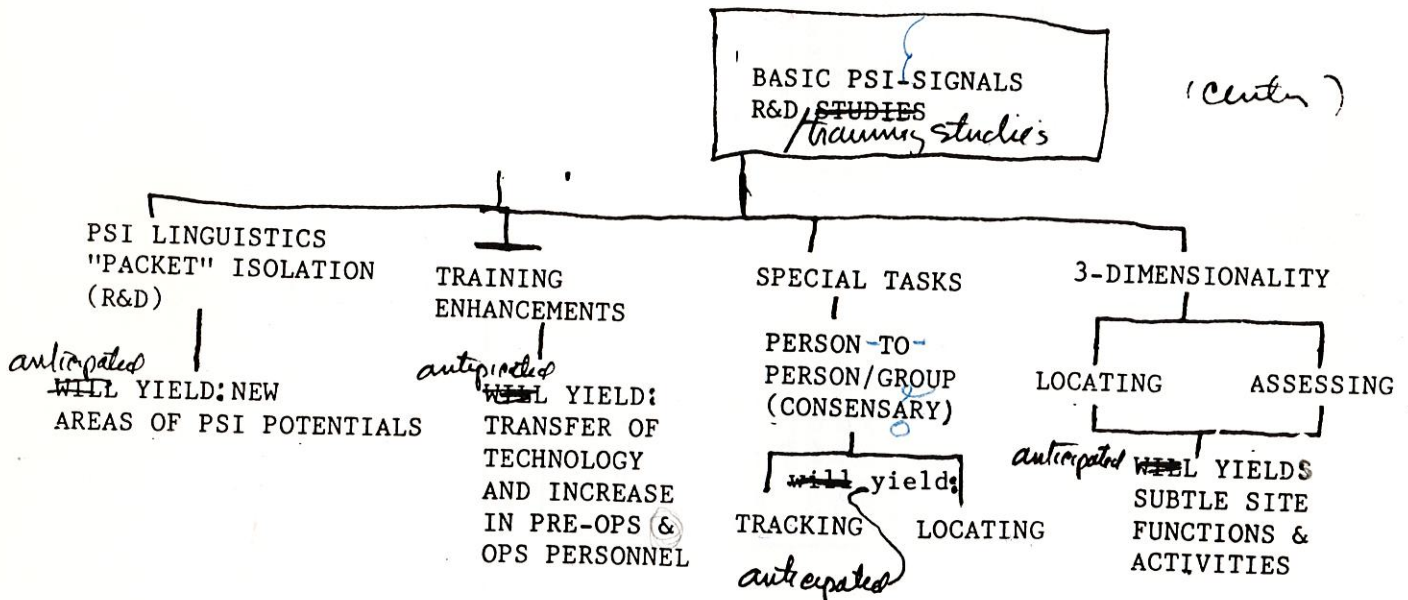 BASIC PSI-SIGNALS
R&D STUDIES
/training studies
(center)
PSI LINGUISTICS
"PACKET" ISOLATION
(R&D)
anticipated
WILL YIELD: NEW
AREAS OF PSI POTENTIALS
TRAINING
ENHANCEMENTS
anticipated
WILL YIELD:
TRANSFER OF
TECHNOLOGY
AND INCREASE
IN PRE-OPS &
OPS PERSONNEL
SPECIAL TASKS
PERSON-TO-
PERSON/GROUP
(CONSENSARY)
will yield:
TRACKING LOCATING
anticipated
3-DIMENSIONALITY
LOCATING ASSESSING
anticipated WILL YIELDS
SUBTLE SITE
FUNCTIONS &
ACTIVITIES